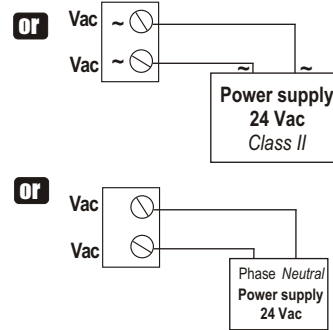 or
Vac ~
Vac ~
~ ~
Power supply
24 Vac
Class II
or
Vac
Vac
Phase Neutral
Power supply
24 Vac